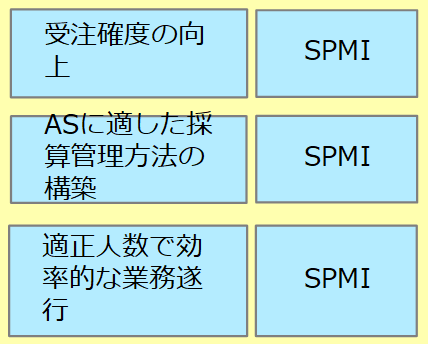 受注確度の向
上
SPMI
ASに適した採
算管理方法の
構築
SPMI
適正人数で効
率的な業務遂
行
SPMI